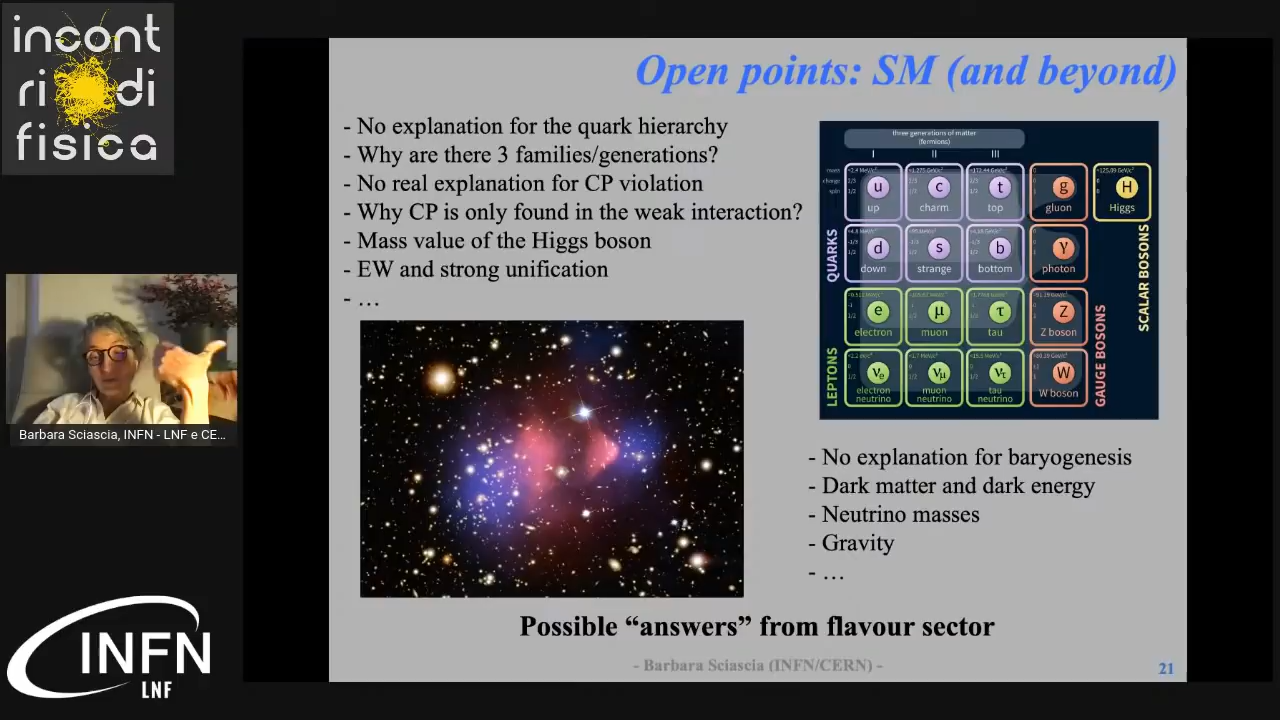 incont
ri di
fisica
Open points: SM (and beyond)
- No explanation for the quark hierarchy
- Why are there 3 families/generations?
- No real explanation for CP violation
- Why CP is only found in the weak interaction?
- Mass value of the Higgs boson
- EW and strong unification
- …
three generations of matter
(fermions)
I II III
mass
charge
spin
u c t g H
up charm top gluon Higgs
d s b γ
down strange bottom photon
e μ τ Z
electron muon tau Z boson
νe νμ ντ W
electron neutrino muon neutrino tau neutrino W boson
QUARKS
LEPTONS
GAUGE BOSONS
SCALAR BOSONS
Barbara Sciascia, INFN - LNF e CE...
- No explanation for baryogenesis
- Dark matter and dark energy
- Neutrino masses
- Gravity
- …
Possible “answers” from flavour sector
- Barbara Sciascia (INFN/CERN) -
21
INFN
LNF